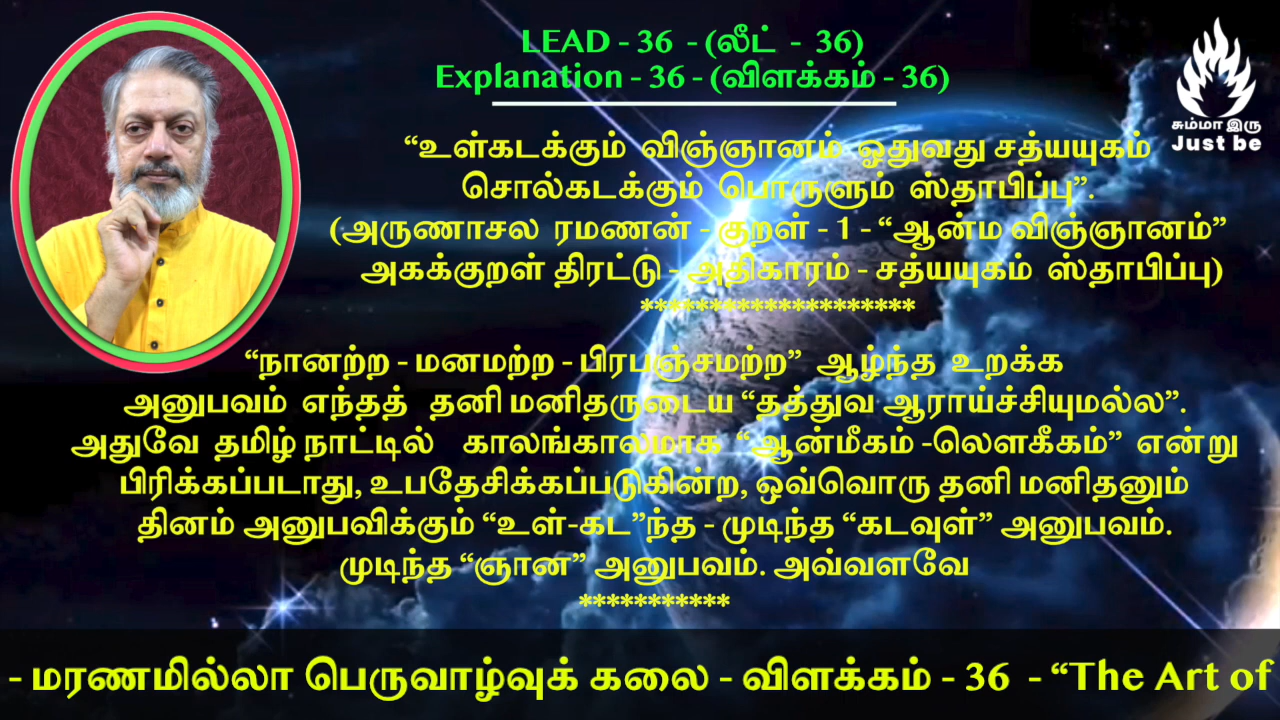 LEAD - 36 - (லீட் - 36)
Explanation - 36 - (விளக்கம் - 36)
சும்மா இரு
Just be
“உள்கடக்கும் விஞ்ஞானம் ஓதுவது சத்யயுகம்
சொல்கடக்கும் பொருளும் ஸ்தாபிப்பு”.
(அருணாசல ரமணன் - குறள் - 1 - “ஆன்ம விஞ்ஞானம்”
அகக்குறள் திரட்டு - அதிகாரம் - சத்யயுகம் ஸ்தாபிப்பு)
********************
“நானற்ற - மனமற்ற - பிரபஞ்சமற்ற” ஆழ்ந்த உறக்க
அனுபவம் எந்தத் தனி மனிதருடைய “தத்துவ ஆராய்ச்சியுமல்ல”.
அதுவே தமிழ் நாட்டில் காலங்காலமாக “ஆன்மீகம் -லௌகீகம்” என்று
பிரிக்கப்படாது, உபதேசிக்கப்படுகின்ற, ஒவ்வொரு தனி மனிதனும்
தினம் அனுபவிக்கும் “உள்-கட”ந்த - முடிந்த “கடவுள்” அனுபவம்.
முடிந்த “ஞான” அனுபவம். அவ்வளவே
***********
- மரணமில்லா பெருவாழ்வுக் கலை - விளக்கம் - 36 - “The Art of